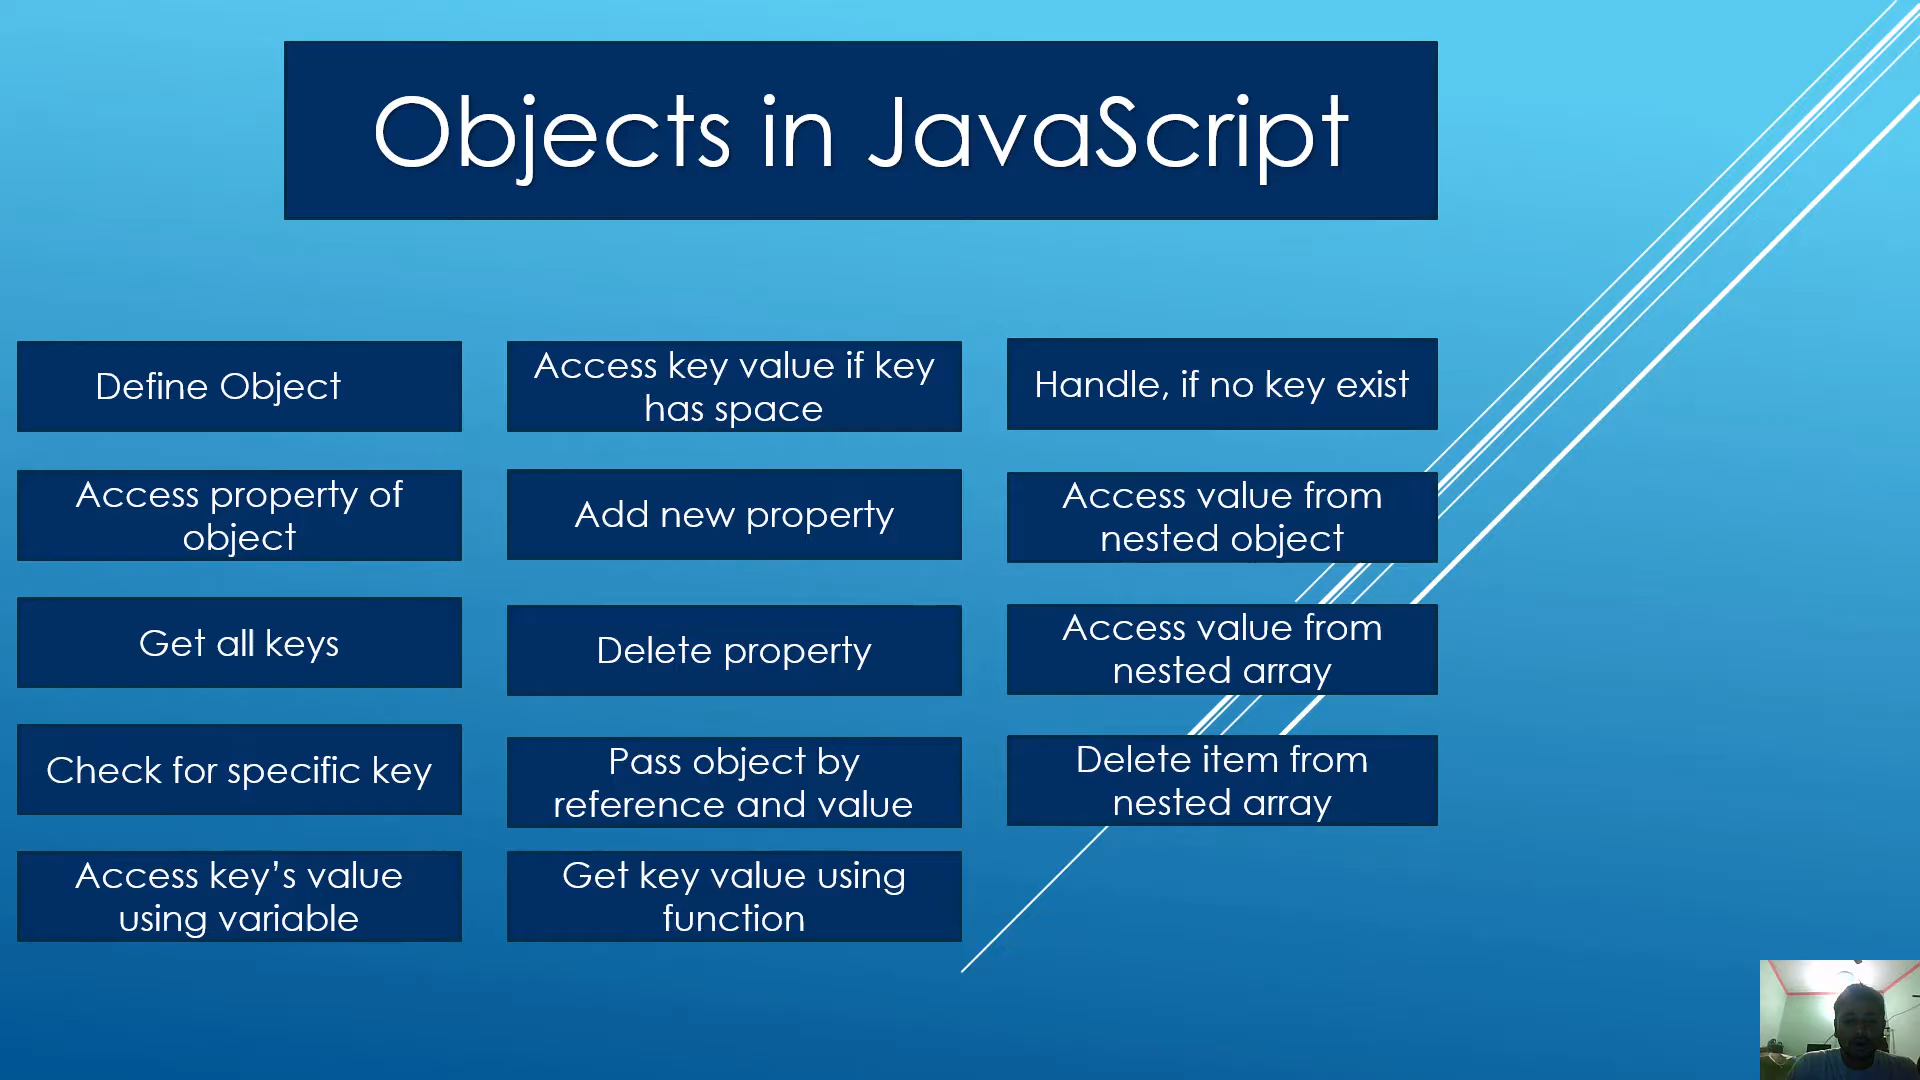 Objects in JavaScript
Define Object
Access property of
object
Get all keys
Check for specific key
Access key’s value
using variable
Access key value if key
has space
Add new property
Delete property
Pass object by
reference and value
Get key value using
function
Handle, if no key exist
Access value from
nested object
Access value from
nested array
Delete item from
nested array